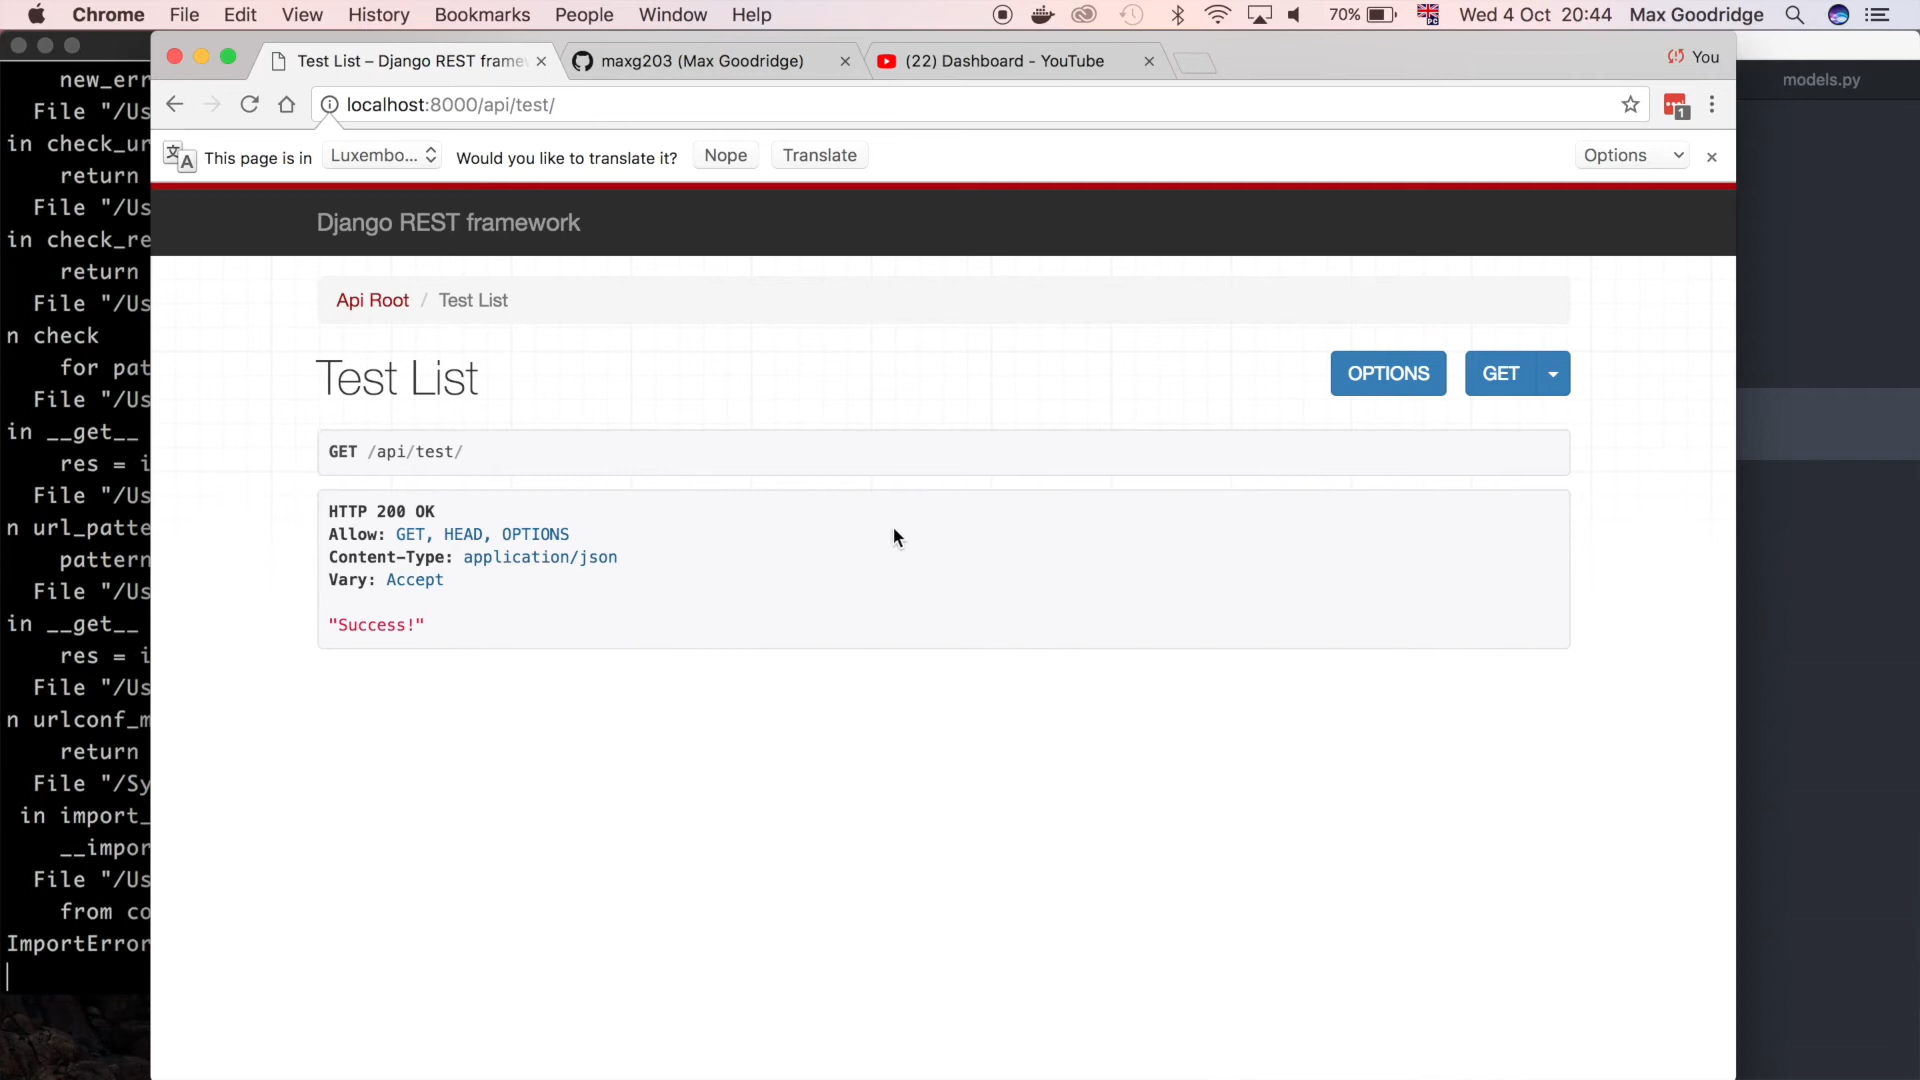 Chrome File Edit View History Bookmarks People Window Help 70% Wed 4 Oct 20:44 Max Goodridge
Test List – Django REST frame
maxg203 (Max Goodridge)
(22) Dashboard - YouTube
You
localhost:8000/api/test/
1
This page is in Luxembo... Would you like to translate it? Nope Translate Options
Django REST framework
Api Root / Test List
Test List
OPTIONS GET
GET /api/test/
HTTP 200 OK
Allow: GET, HEAD, OPTIONS
Content-Type: application/json
Vary: Accept
"Success!"
models.py
new_err
File "/Us
in check_ur
return
File "/Us
in check_re
return
File "/Us
n check
for pat
File "/Us
in __get__
res = i
File "/Us
n url_patte
pattern
File "/Us
in __get__
res = i
File "/Us
n urlconf_m
return
File "/Sy
in import_
__impor
File "/Us
from co
ImportError